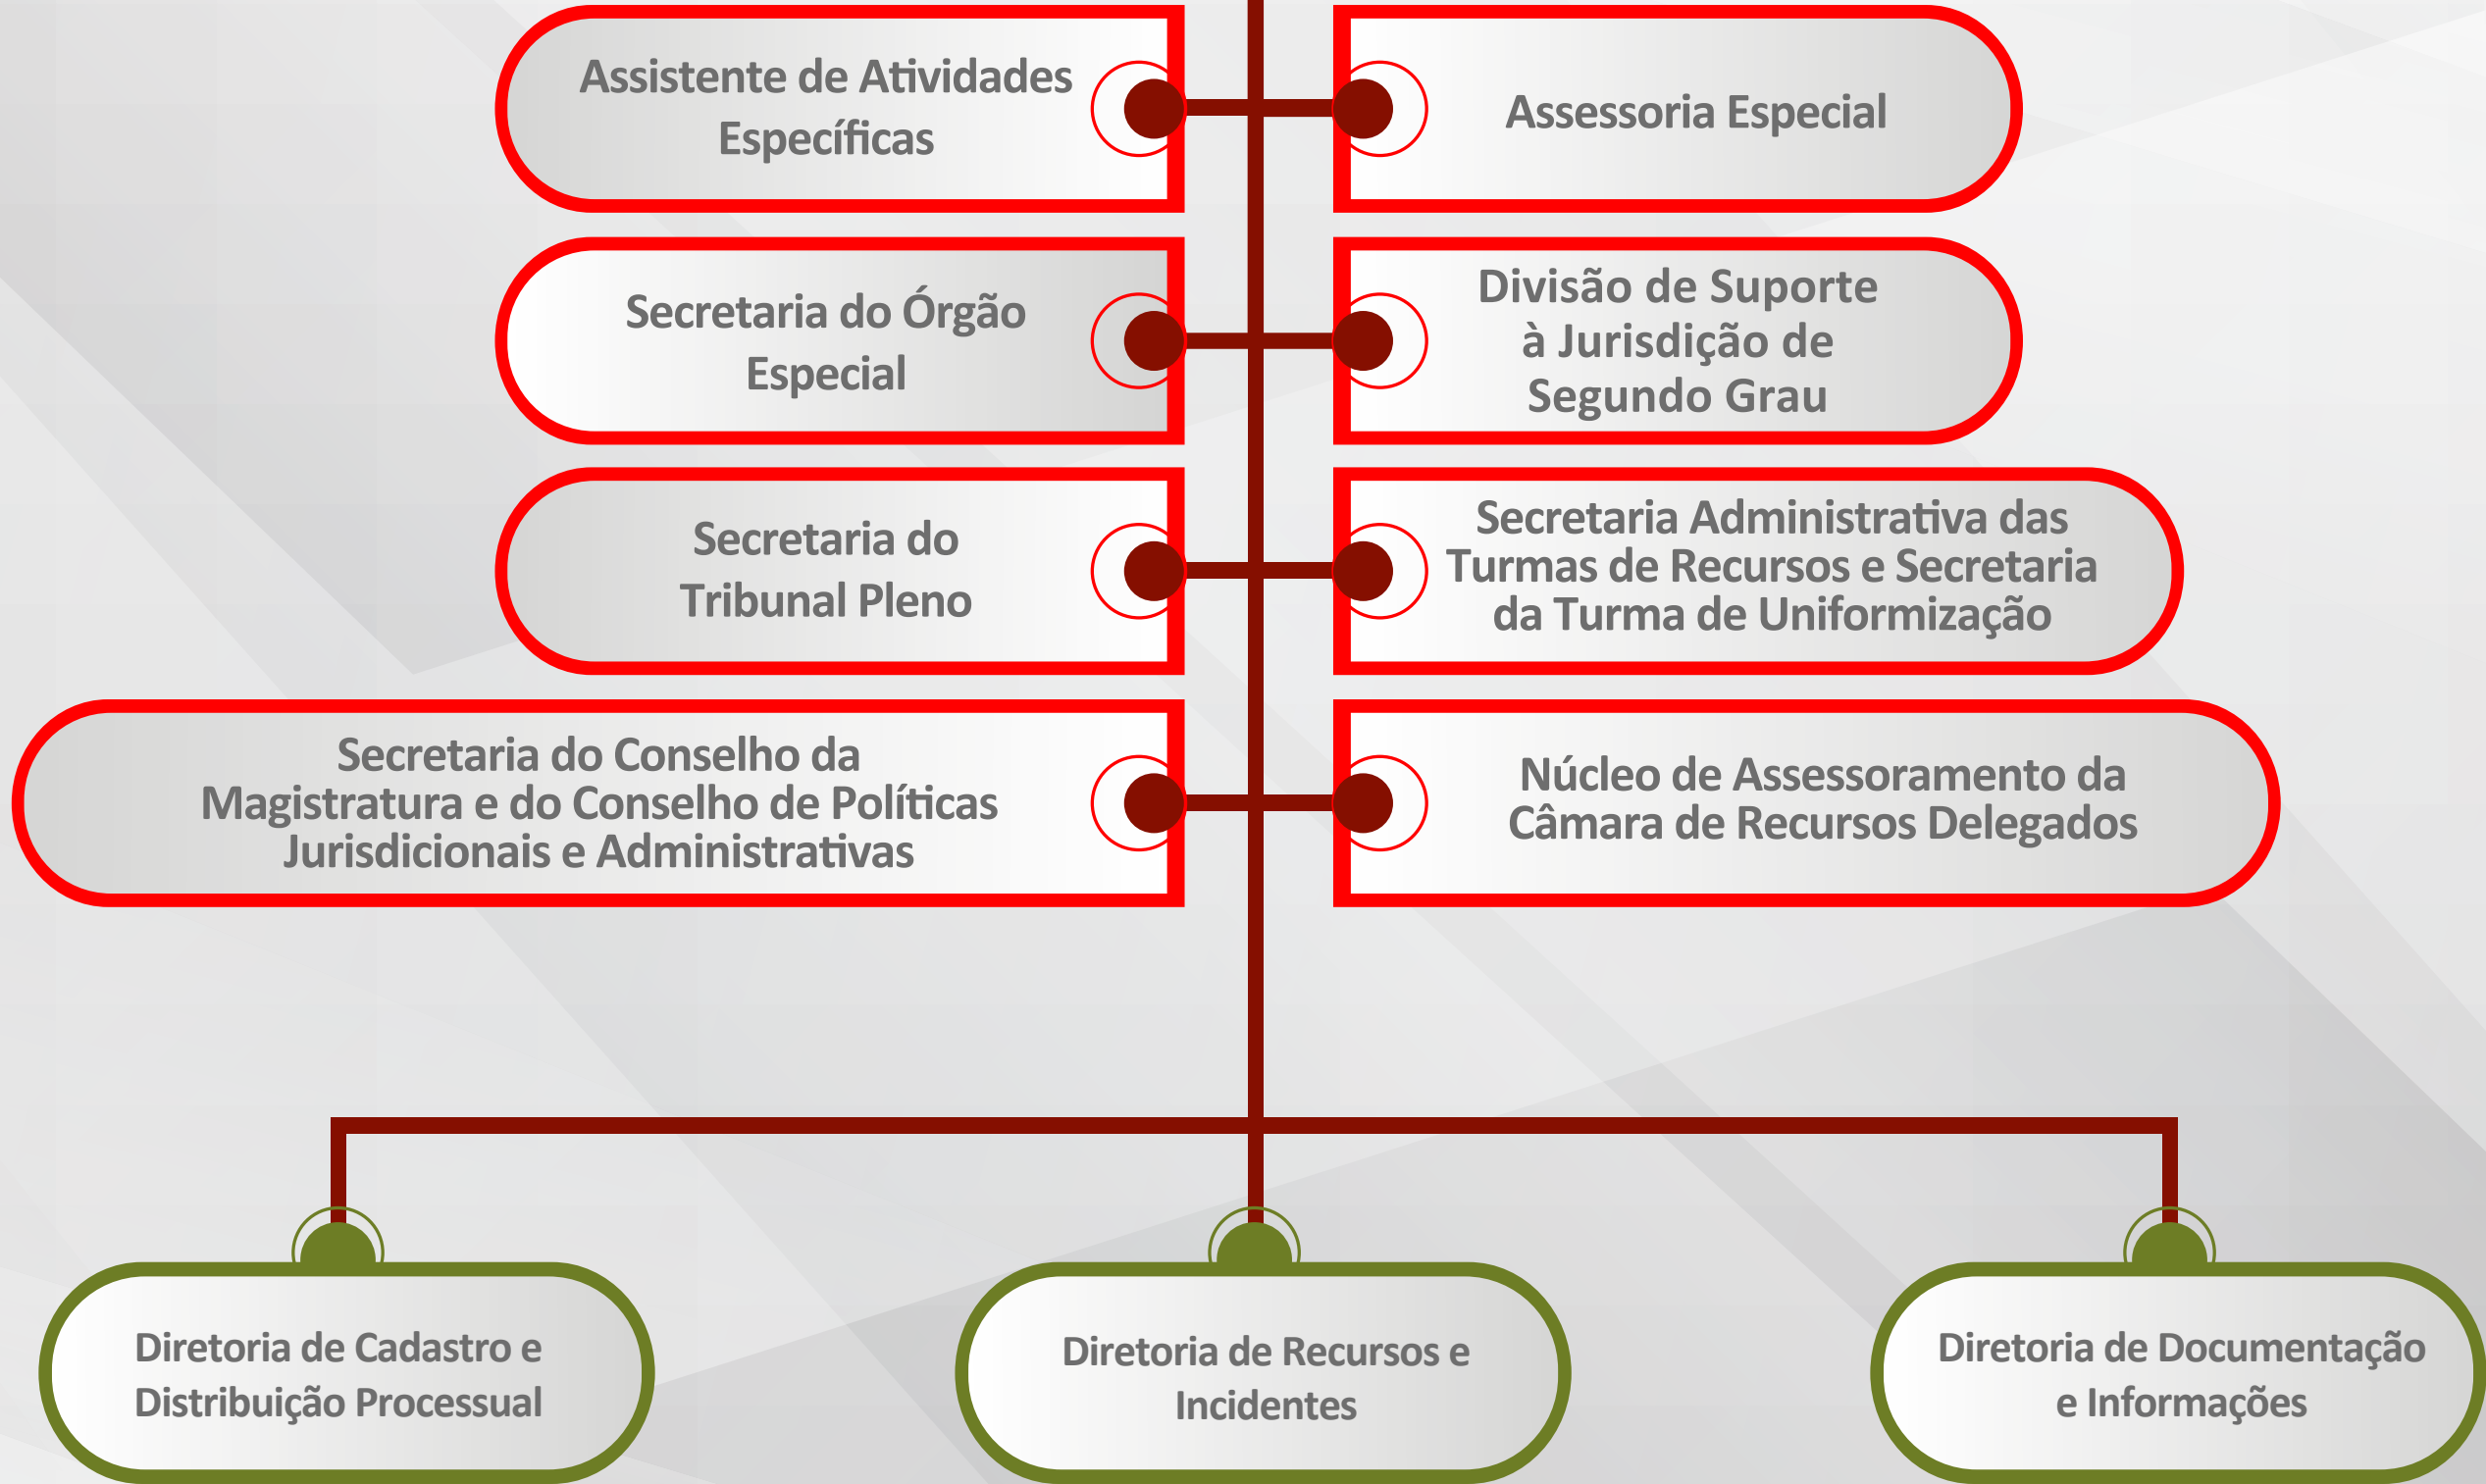 Assistente de Atividades
Específicas
Assessoria Especial
Secretaria do Órgão
Especial
Divisão de Suporte
à Jurisdição de
Segundo Grau
Secretaria do
Tribunal Pleno
Secretaria Administrativa das
Turmas de Recursos e Secretaria
da Turma de Uniformização
Secretaria do Conselho da
Magistratura e do Conselho de Políticas
Jurisdicionais e Administrativas
Núcleo de Assessoramento da
Câmara de Recursos Delegados
Diretoria de Cadastro e
Distribuição Processual
Diretoria de Recursos e
Incidentes
Diretoria de Documentação
e Informações